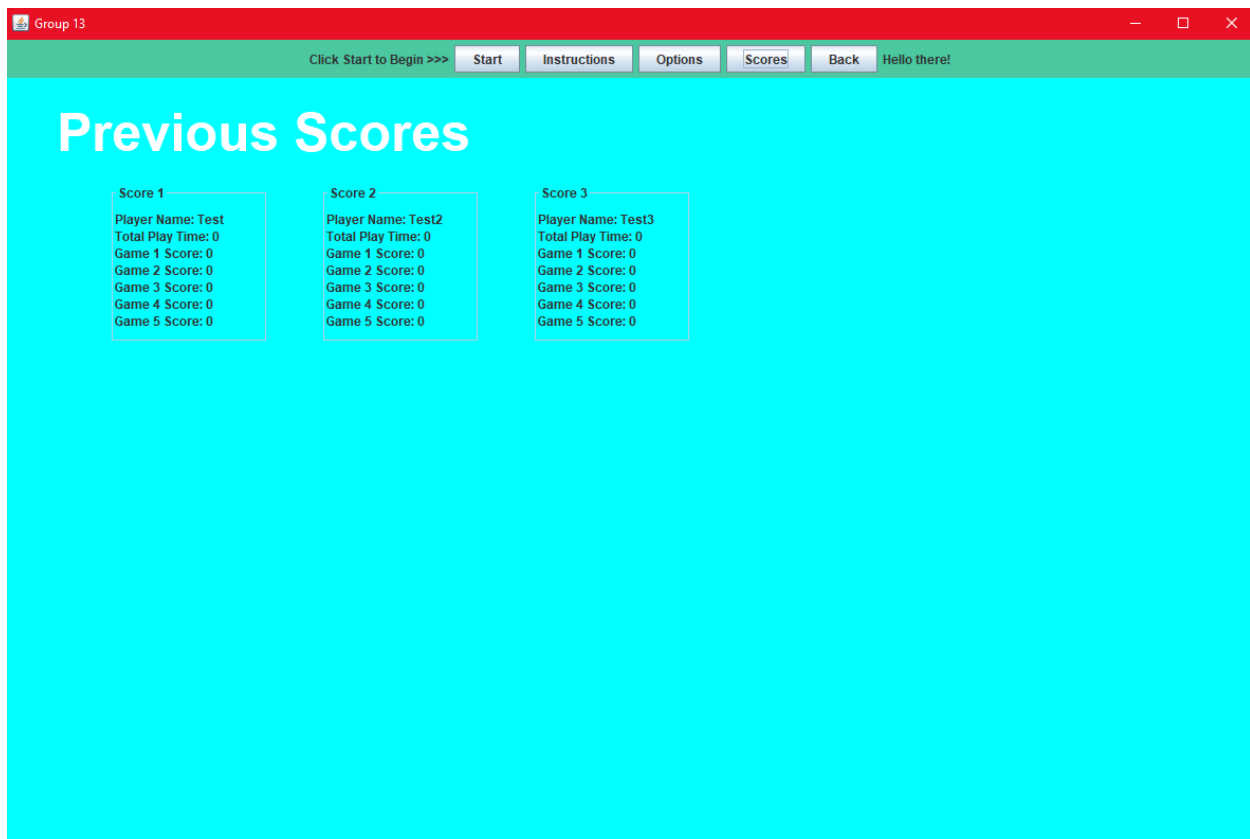 Group 13
Click Start to Begin >>> Start Instructions Options Scores Back Hello there!
Previous Scores
Score 1
Player Name: Test
Total Play Time: 0
Game 1 Score: 0
Game 2 Score: 0
Game 3 Score: 0
Game 4 Score: 0
Game 5 Score: 0
Score 2
Player Name: Test2
Total Play Time: 0
Game 1 Score: 0
Game 2 Score: 0
Game 3 Score: 0
Game 4 Score: 0
Game 5 Score: 0
Score 3
Player Name: Test3
Total Play Time: 0
Game 1 Score: 0
Game 2 Score: 0
Game 3 Score: 0
Game 4 Score: 0
Game 5 Score: 0